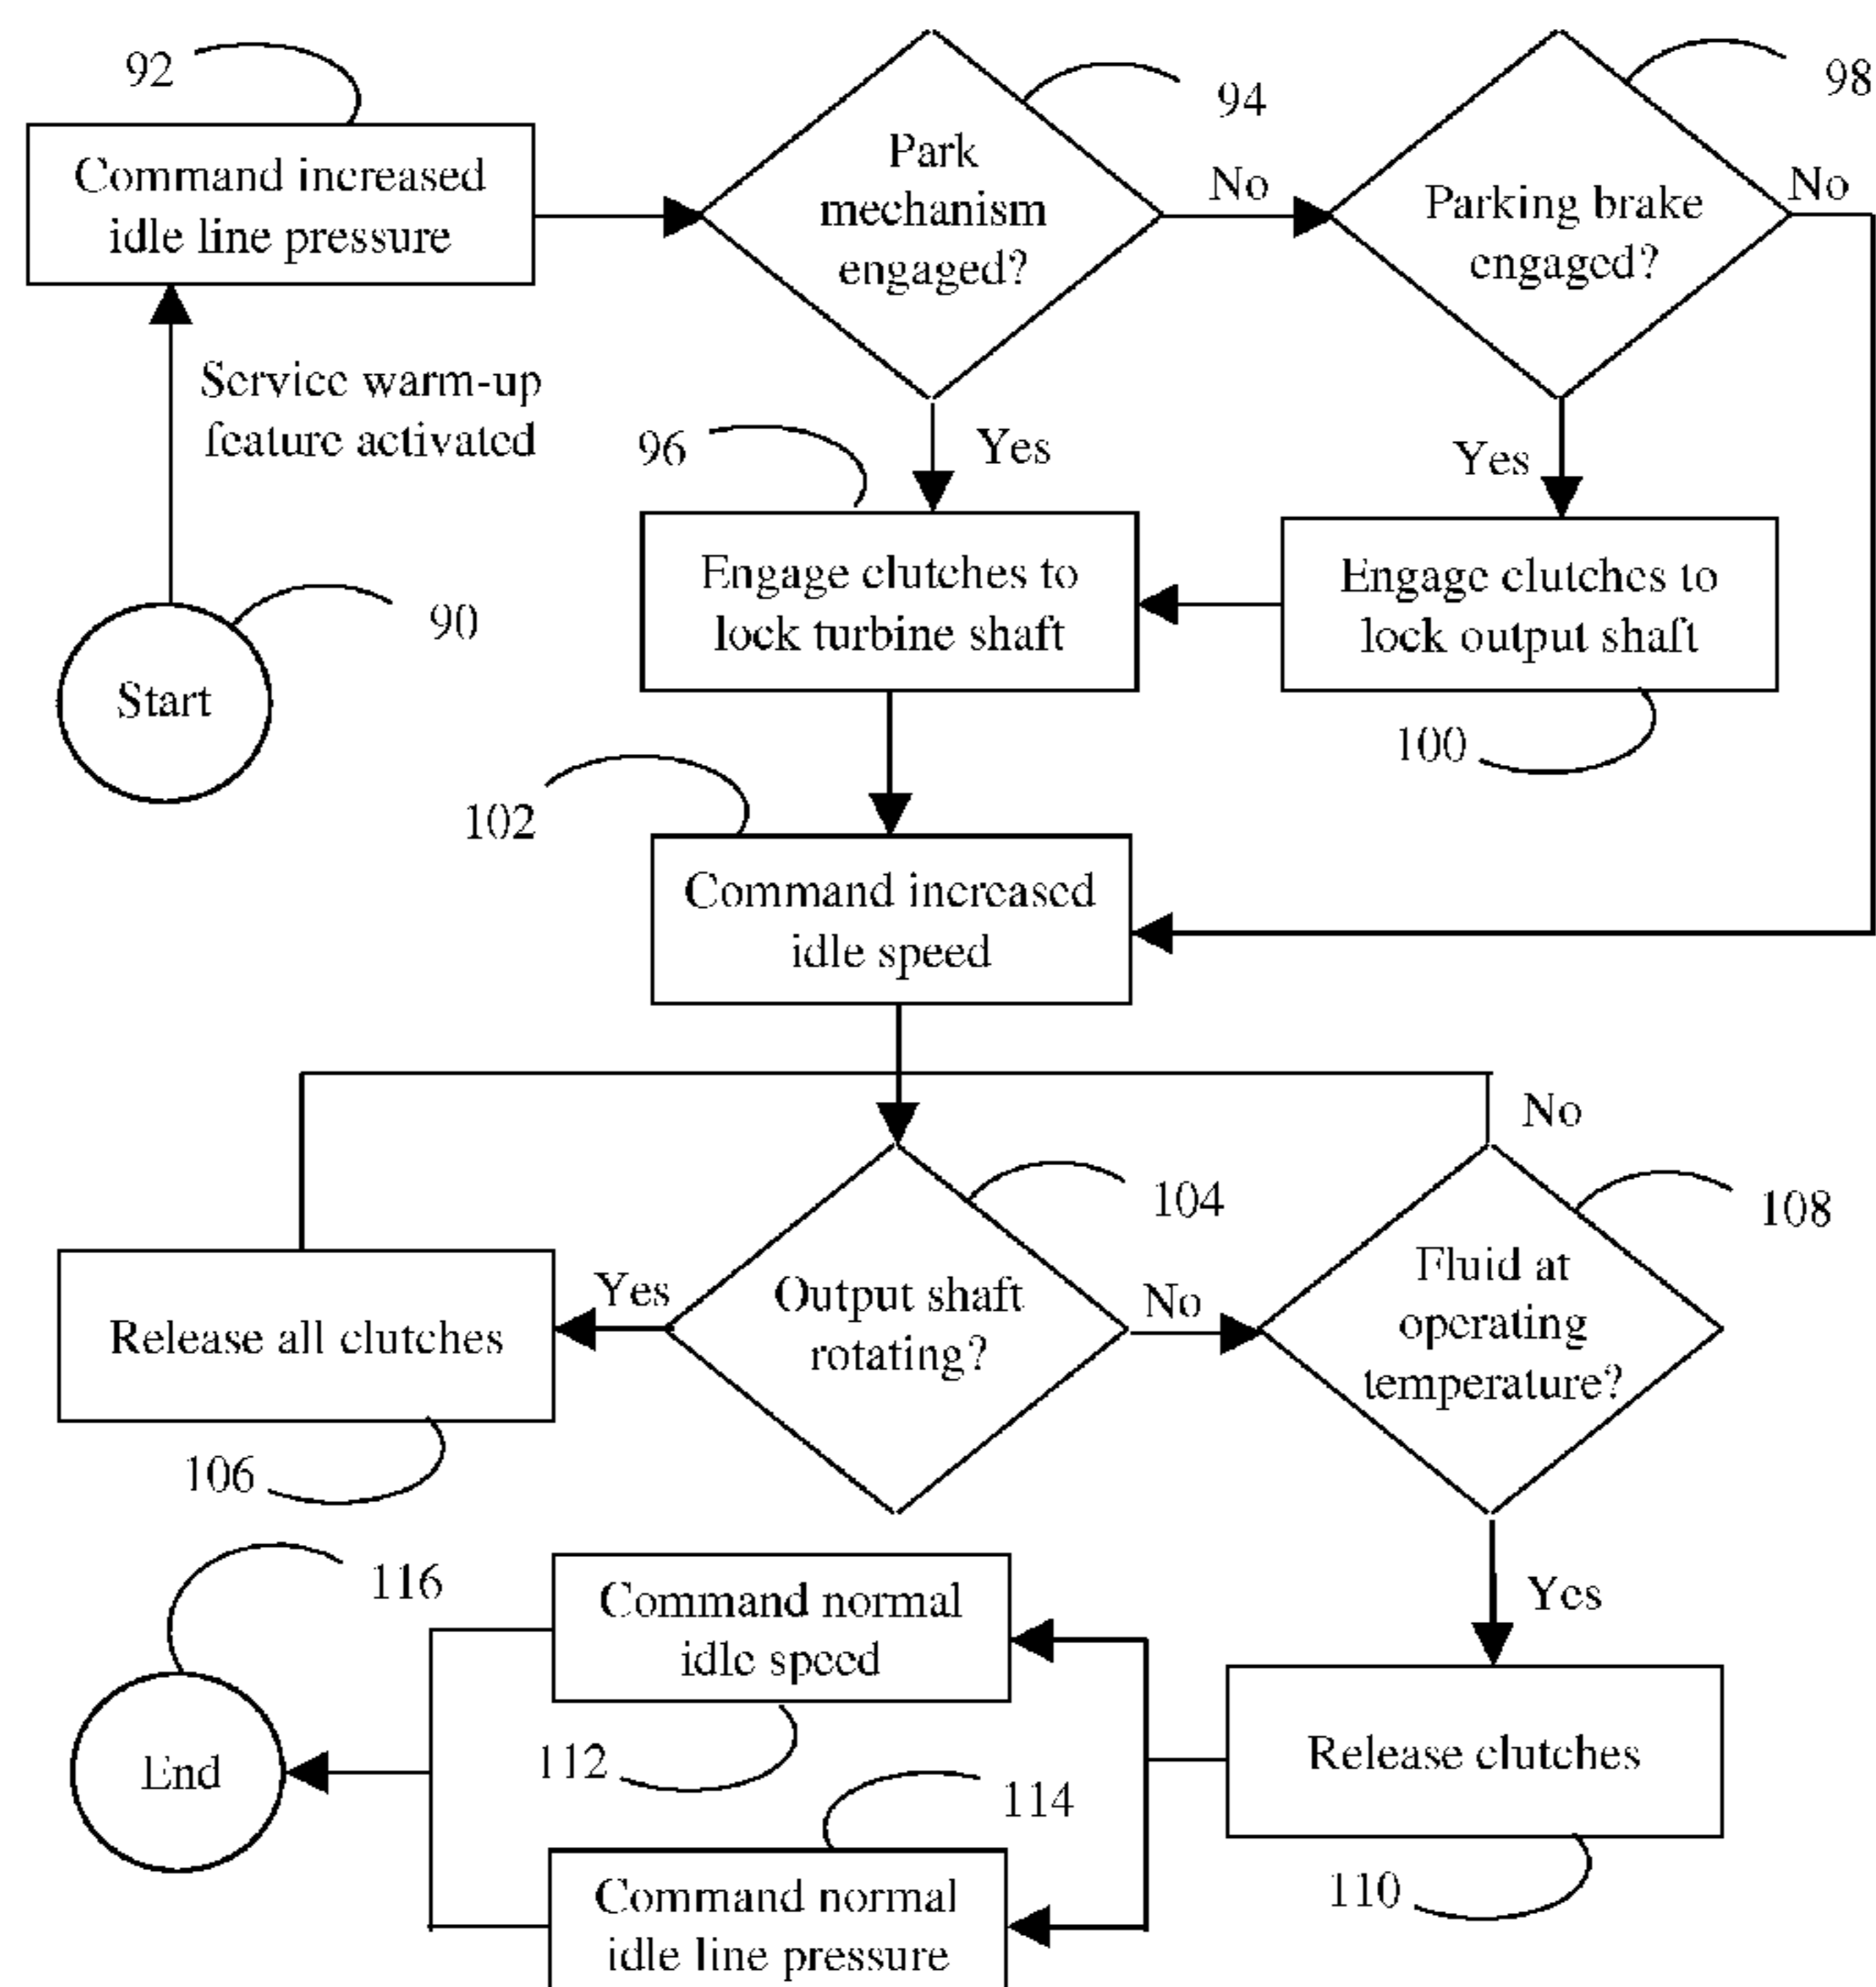 92
94
98
Command increased
idle line pressure
Park
mechanism
engaged?
No
Parking brake
engaged?
No
Service warm-up
feature activated
96
Yes
Yes
Engage clutches to
lock turbine shaft
Engage clutches to
lock output shaft
90
Start
100
102
Command increased
idle speed
No
104
108
Yes
Output shaft
rotating?
No
Fluid at
operating
temperature?
Release all clutches
106
116
Command normal
idle speed
Yes
End
112
Release clutches
114
110
Command normal
idle line pressure